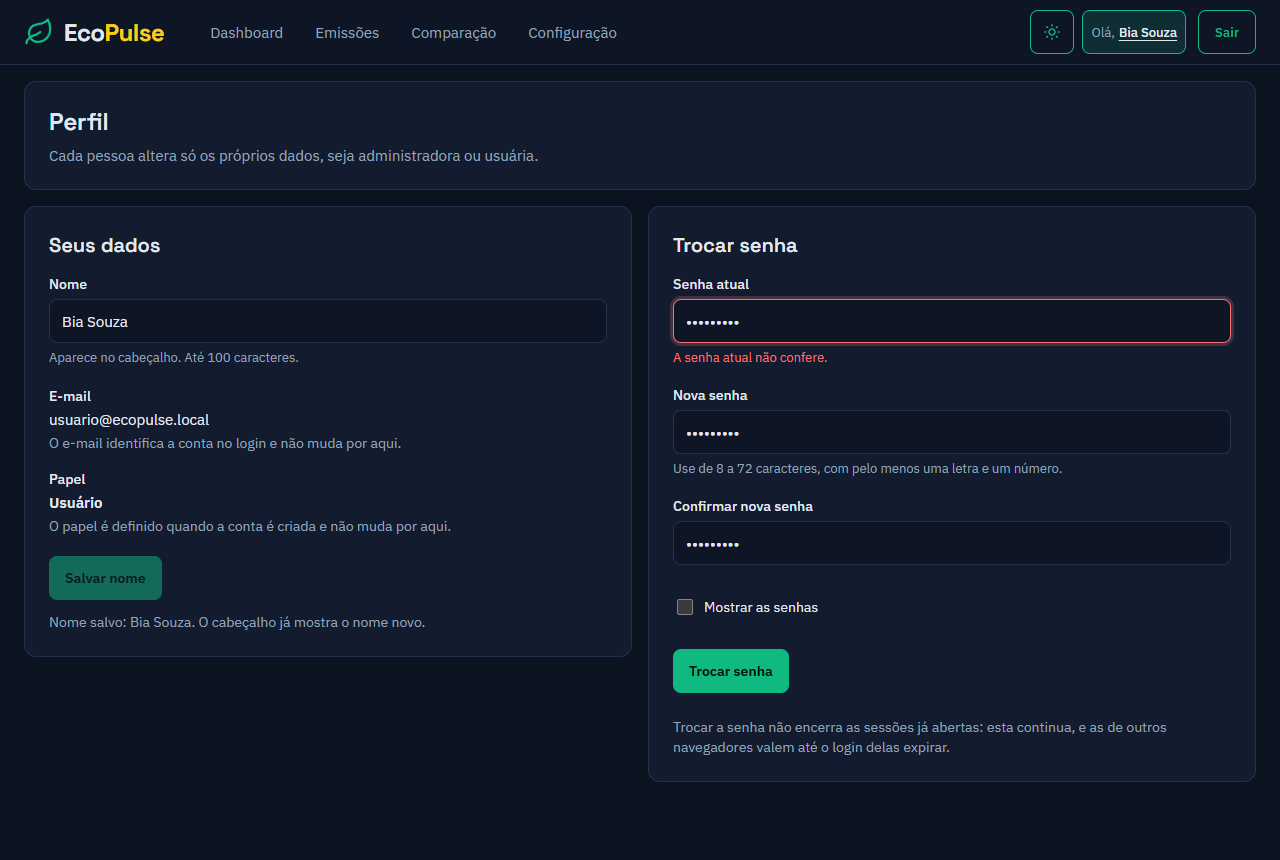 EcoPulse
Dashboard
Emissões
Comparação
Configuração
Olá, Bia Souza
Sair
Perfil
Cada pessoa altera só os próprios dados, seja administradora ou usuária.
Seus dados
Nome
Bia Souza
Aparece no cabeçalho. Até 100 caracteres.
E-mail
usuario@ecopulse.local
O e-mail identifica a conta no login e não muda por aqui.
Papel
Usuário
O papel é definido quando a conta é criada e não muda por aqui.
Salvar nome
Nome salvo: Bia Souza. O cabeçalho já mostra o nome novo.
Trocar senha
Senha atual
•••••••••
A senha atual não confere.
Nova senha
•••••••••
Use de 8 a 72 caracteres, com pelo menos uma letra e um número.
Confirmar nova senha
•••••••••
Mostrar as senhas
Trocar senha
Trocar a senha não encerra as sessões já abertas: esta continua, e as de outros
navegadores valem até o login delas expirar.